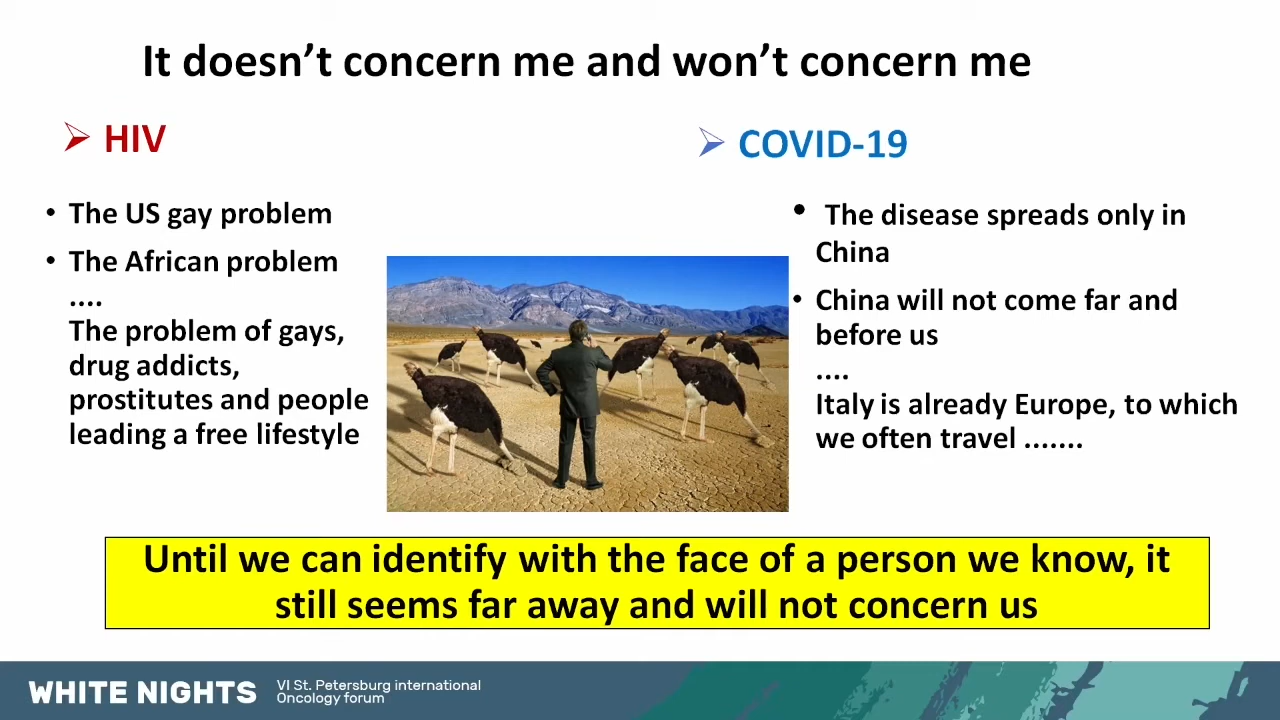 It doesn’t concern me and won’t concern me
➢ HIV
• The US gay problem
• The African problem
....
The problem of gays,
drug addicts,
prostitutes and people
leading a free lifestyle
➢ COVID-19
• The disease spreads only in
China
• China will not come far and
before us
....
Italy is already Europe, to which
we often travel .......
Until we can identify with the face of a person we know, it
still seems far away and will not concern us
WHITE NIGHTS
VI St. Petersburg international
Oncology forum